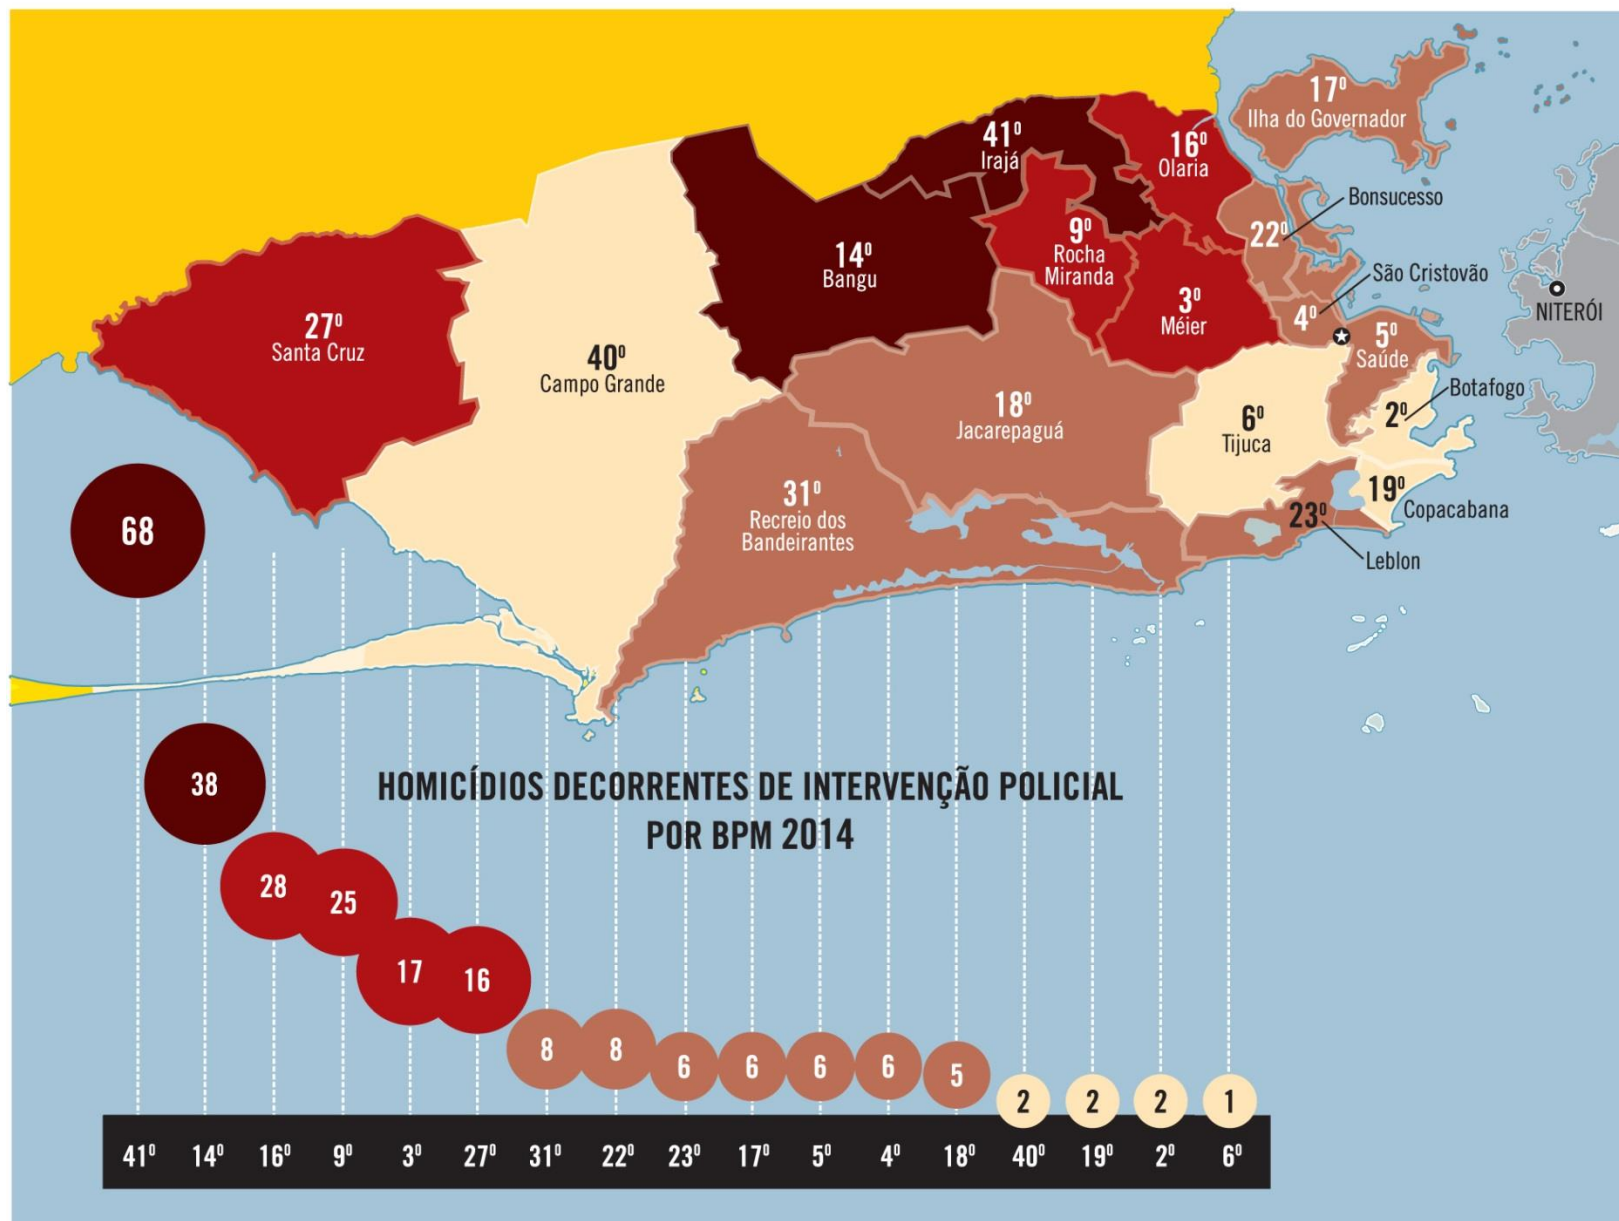 17º
Ilha do Governador
41º
Irajá
16º
Olaria
Bonsucesso
22º
9º
Rocha
Miranda
14º
Bangu
São Cristovão
NITERÓI
3º
Méier
4º
5º
Saúde
27º
Santa Cruz
40º
Campo Grande
Botafogo
2º
18º
Jacarepaguá
6º
Tijuca
31º
Recreio dos
Bandeirantes
19º
Copacabana
23º
Leblon
68
38
HOMICÍDIOS DECORRENTES DE INTERVENÇÃO POLICIAL
POR BPM 2014
28 25
17 16
8 8 6 6 6 6 5 2 2 2 1
41º 14º 16º 9º 3º 27º 31º 22º 23º 17º 5º 4º 18º 40º 19º 2º 6º